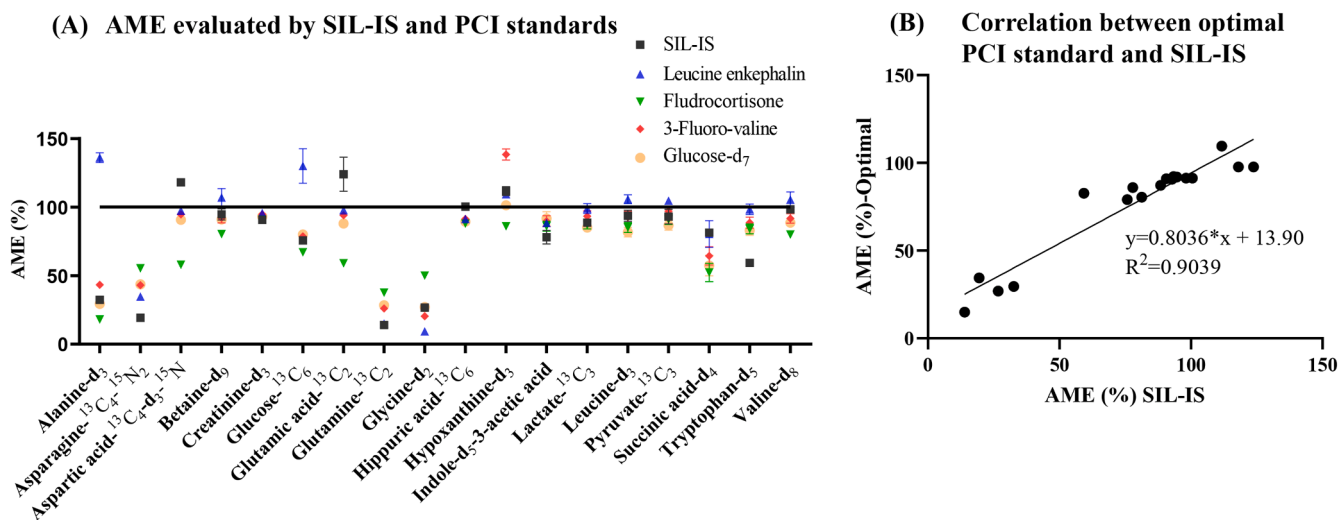 (A) AME evaluated by SIL-IS and PCI standards
SIL-IS
Leucine enkephalin
Fludrocortisone
3-Fluoro-valine
Glucose-d₇
AME (%)
150
100
50
0
Alanine-d₃
Asparagine-¹³C₄-¹⁵N₂
Aspartic acid-¹³C₄-d₃-¹⁵N
Betaine-d₉
Creatinine-d₃
Glucose-¹³C₆
Glutamic acid-¹³C₂
Glutamine-¹³C₂
Glycine-d₂
Hippuric acid-¹³C₆
Hypoxanthine-d₃
Indole-d₅-3-acetic acid
Lactate-¹³C₃
Leucine-d₃
Pyruvate-¹³C₃
Succinic acid-d₄
Tryptophan-d₅
Valine-d₈
(B) Correlation between optimal
PCI standard and SIL-IS
AME (%)-Optimal
150
100
50
0
y=0.8036*x + 13.90
R²=0.9039
0 50 100 150
AME (%) SIL-IS